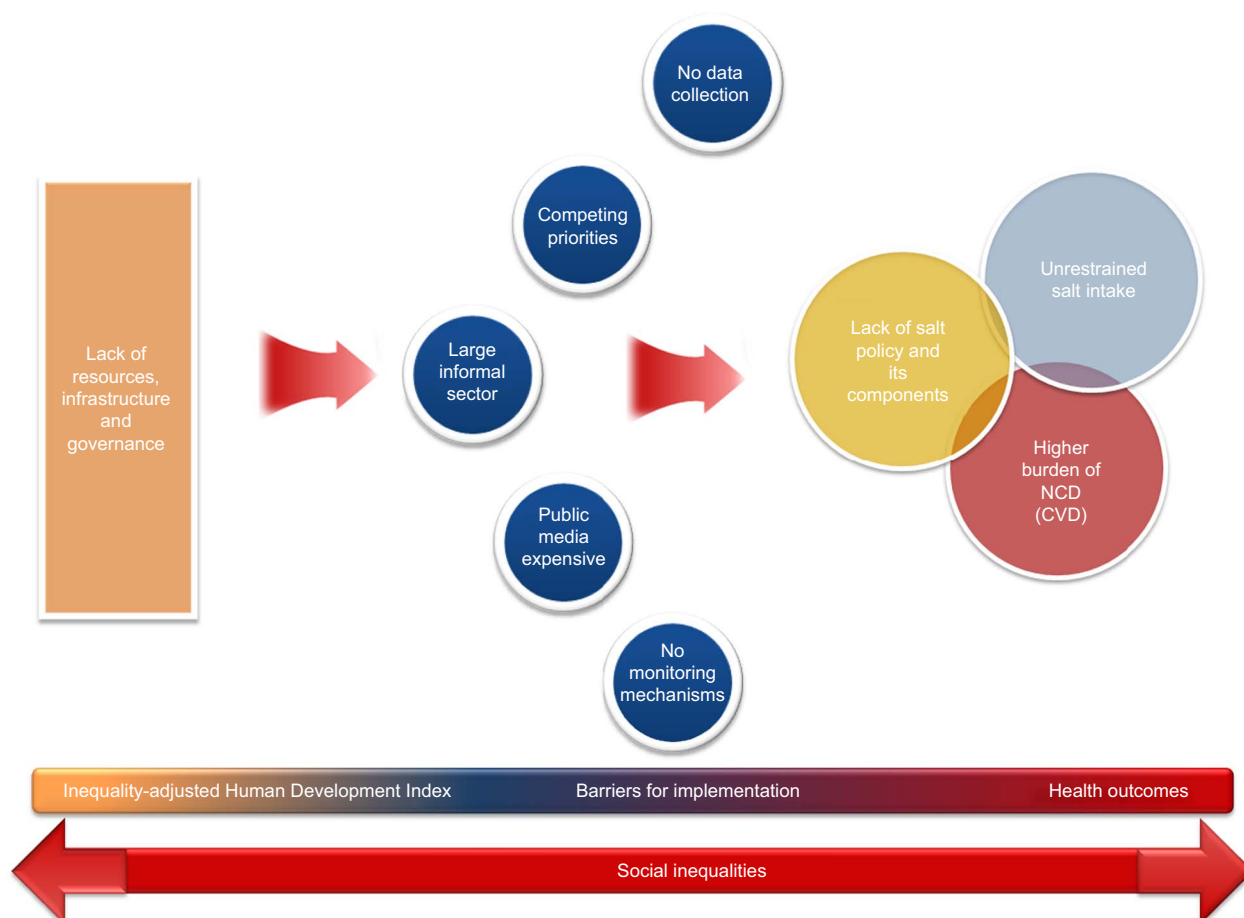 No data
collection
Competing
priorities
Large
informal
sector
Public
media
expensive
No
monitoring
mechanisms
Lack of
resources,
infrastructure
and
governance
Lack of salt
policy and
its
components
Unrestrained
salt intake
Higher
burden of
NCD
(CVD)
Inequality-adjusted Human Development Index
Barriers for implementation
Health outcomes
Social inequalities